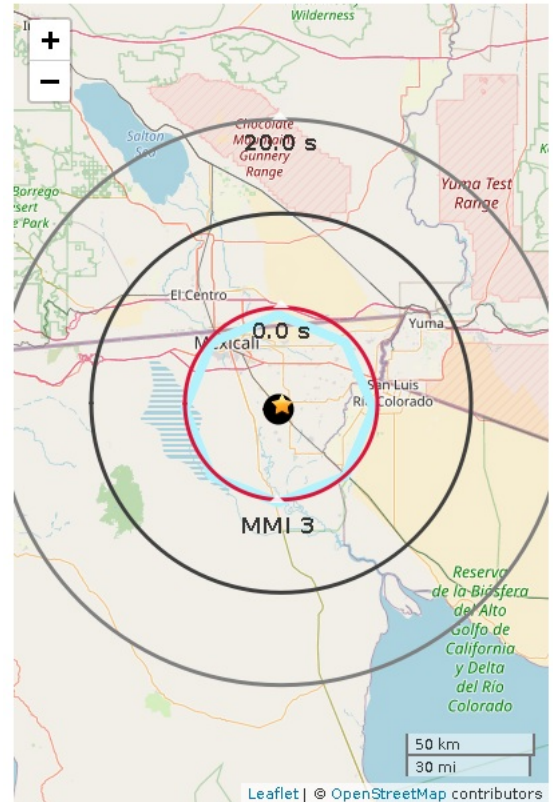 Wilderness
+
−
Salton
Sea
Chocolate
Mountain
Gunnery
Range
20.0 s
Yuma Test
Range
Borrego
sert
e Park
El Centro
0.0 s
Mexicali
Yuma
San Luis
Río Colorado
MMI 3
Reserva
de la Biósfera
del Alto
Golfo de
California
y Delta
del Río
Colorado
50 km
30 mi
Leaflet | © OpenStreetMap contributors